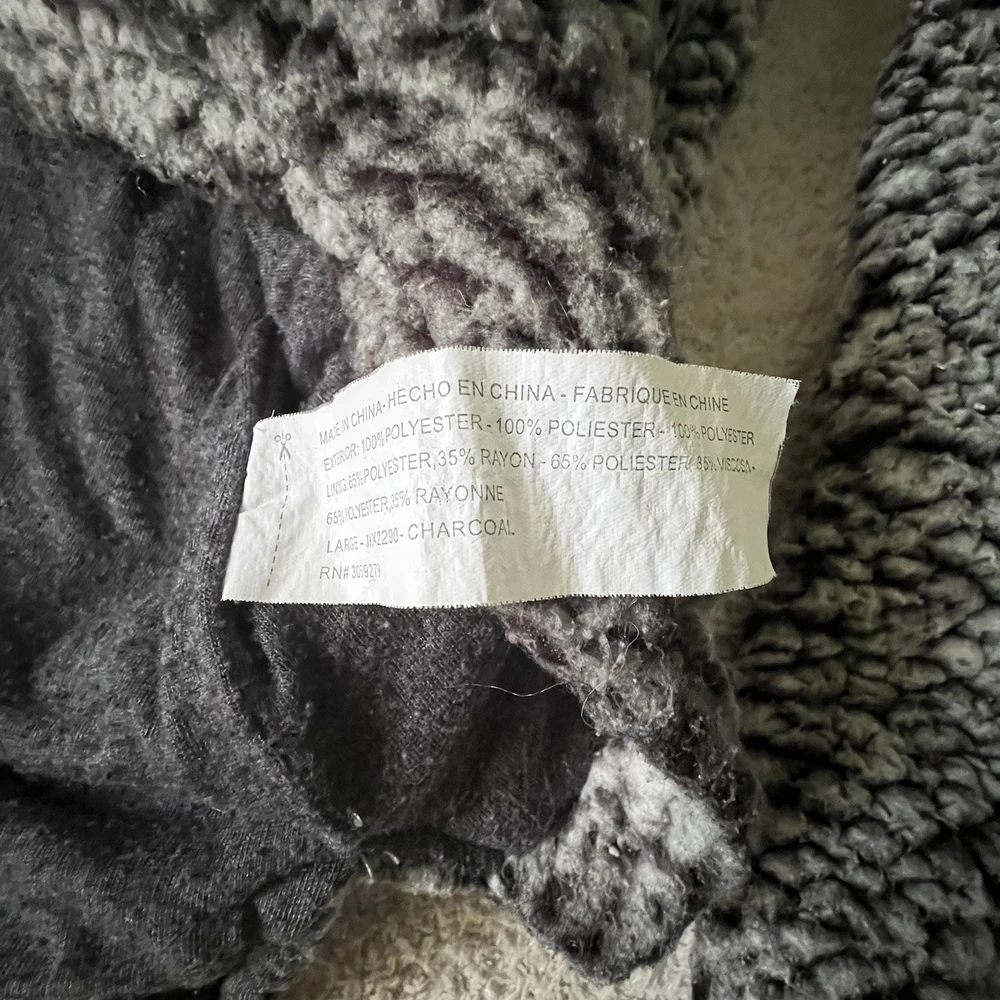 MADE IN CHINA-HECHO EN CHINA - FABRIQUE EN CHINE
EXTERIOR: 100% POLYESTER - 100% POLIESTER - 100% POLYESTER
LINING: 65% POLYESTER, 35% RAYON - 65% POLIESTER, 35% VISCOSA-
65% POLYESTER, 35% RAYONNE
LARGE - - CHARCOAL
RN#